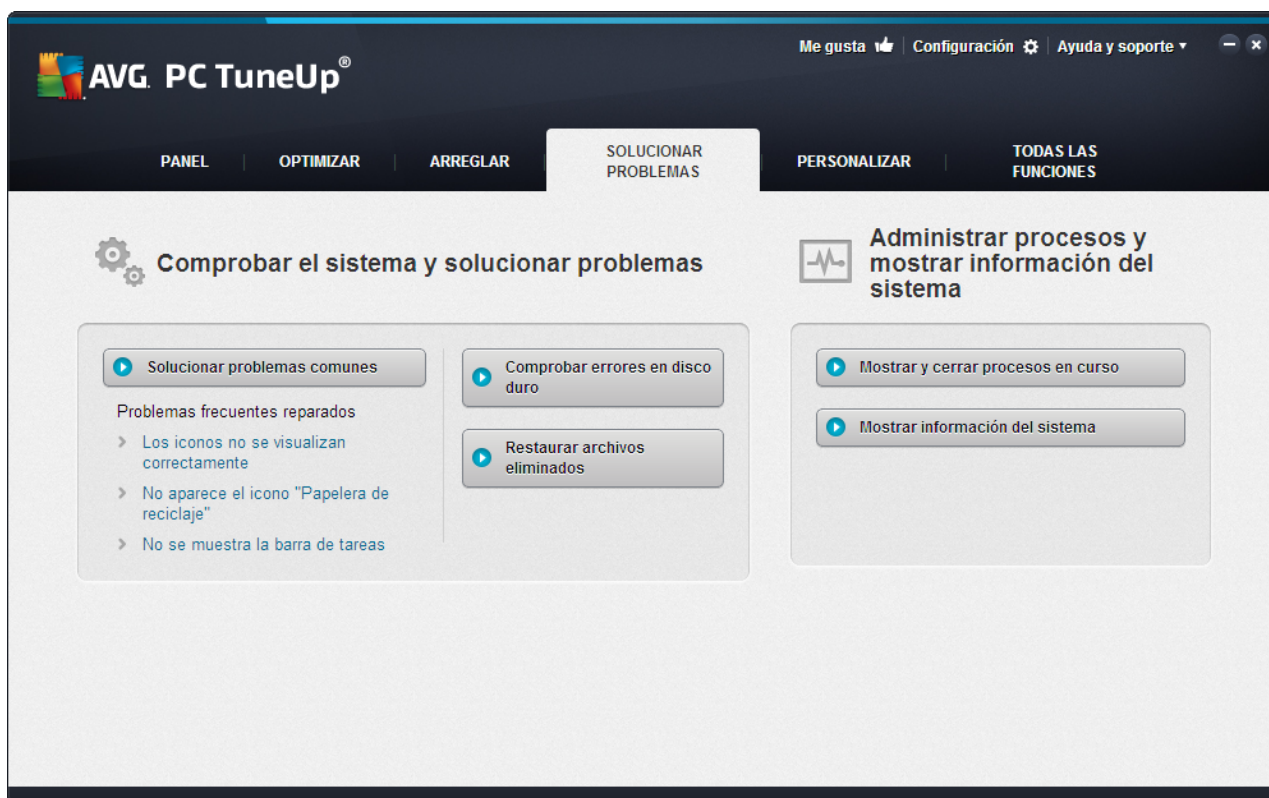 Me gusta
Configuración
Ayuda y soporte
AVG. PC TuneUp®
PANEL
OPTIMIZAR
ARREGLAR
SOLUCIONAR
PROBLEMAS
PERSONALIZAR
TODAS LAS
FUNCIONES
Comprobar el sistema y solucionar problemas
Solucionar problemas comunes
Problemas frecuentes reparados
Los iconos no se visualizan
correctamente
No aparece el icono "Papelera de
reciclaje"
No se muestra la barra de tareas
Comprobar errores en disco
duro
Restaurar archivos
eliminados
Administrar procesos y
mostrar información del
sistema
Mostrar y cerrar procesos en curso
Mostrar información del sistema